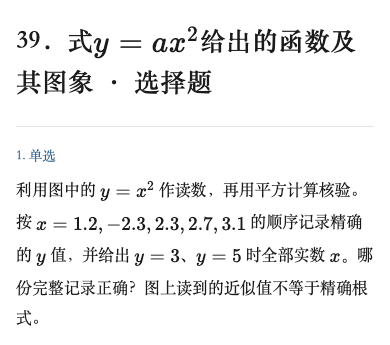 39. 式y = ax²给出的函数及
其图象 · 选择题
1. 单选
利用图中的 y = x² 作读数，再用平方计算核验。
按 x = 1.2, −2.3, 2.3, 2.7, 3.1 的顺序记录精确
的 y 值，并给出 y = 3、y = 5 时全部实数 x。哪
份完整记录正确？图上读到的近似值不等于精确根
式。